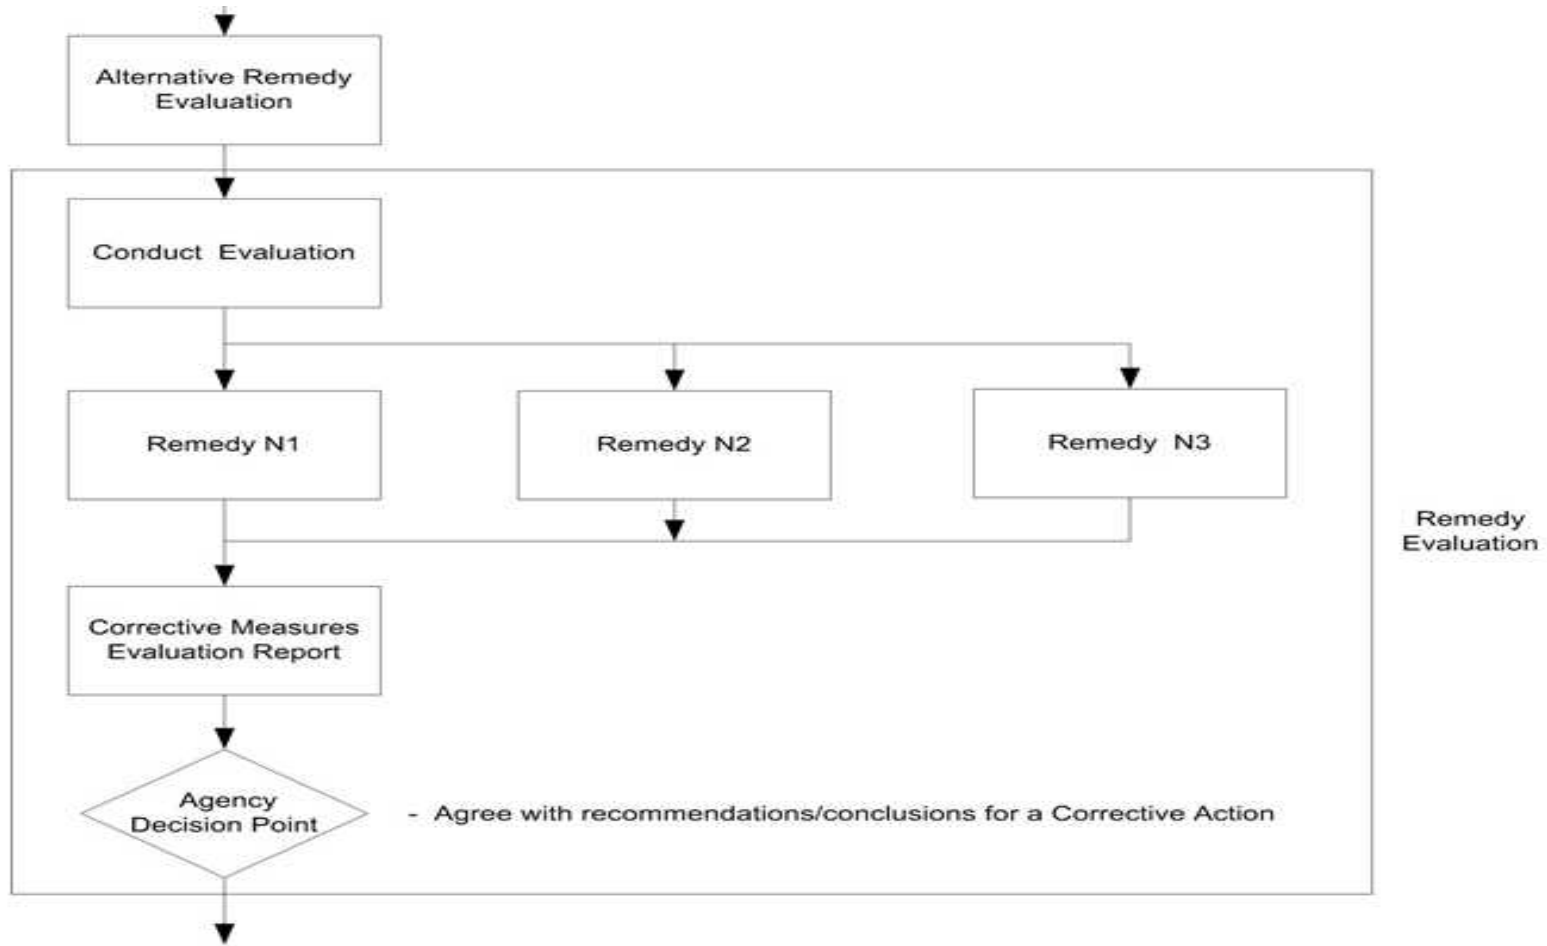 Alternative Remedy
Evaluation
Conduct Evaluation
Remedy N1
Remedy N2
Remedy N3
Remedy
Evaluation
Corrective Measures
Evaluation Report
Agency
Decision Point
- Agree with recommendations/conclusions for a Corrective Action